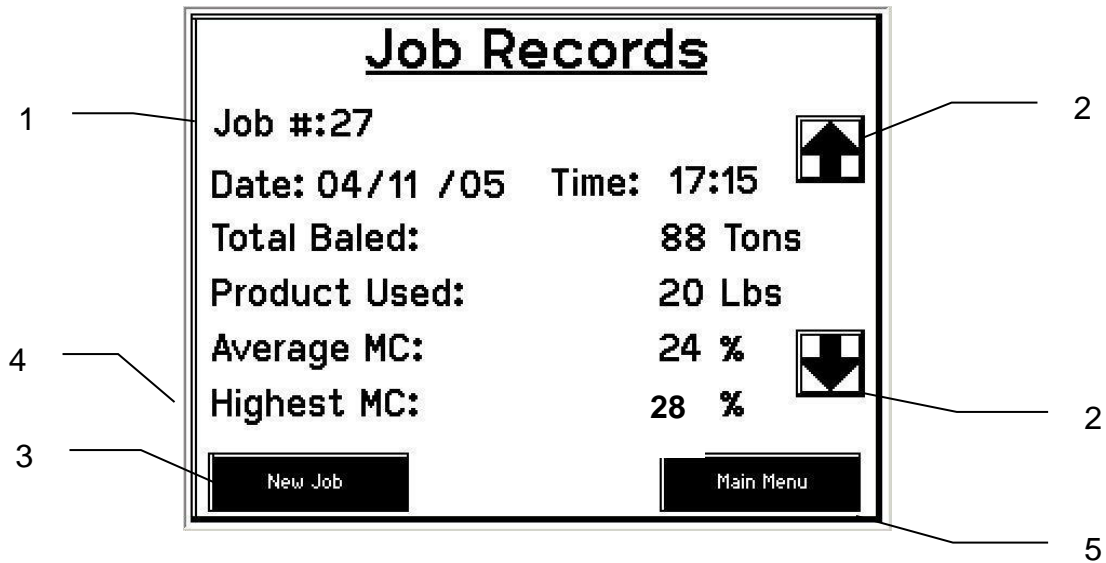 Job Records
1
2
Job #:27
Date: 04/11 /05 Time: 17:15
Total Baled: 88 Tons
Product Used: 20 Lbs
4
Average MC: 24 %
Highest MC: 28 %
2
3
New Job Main Menu
5